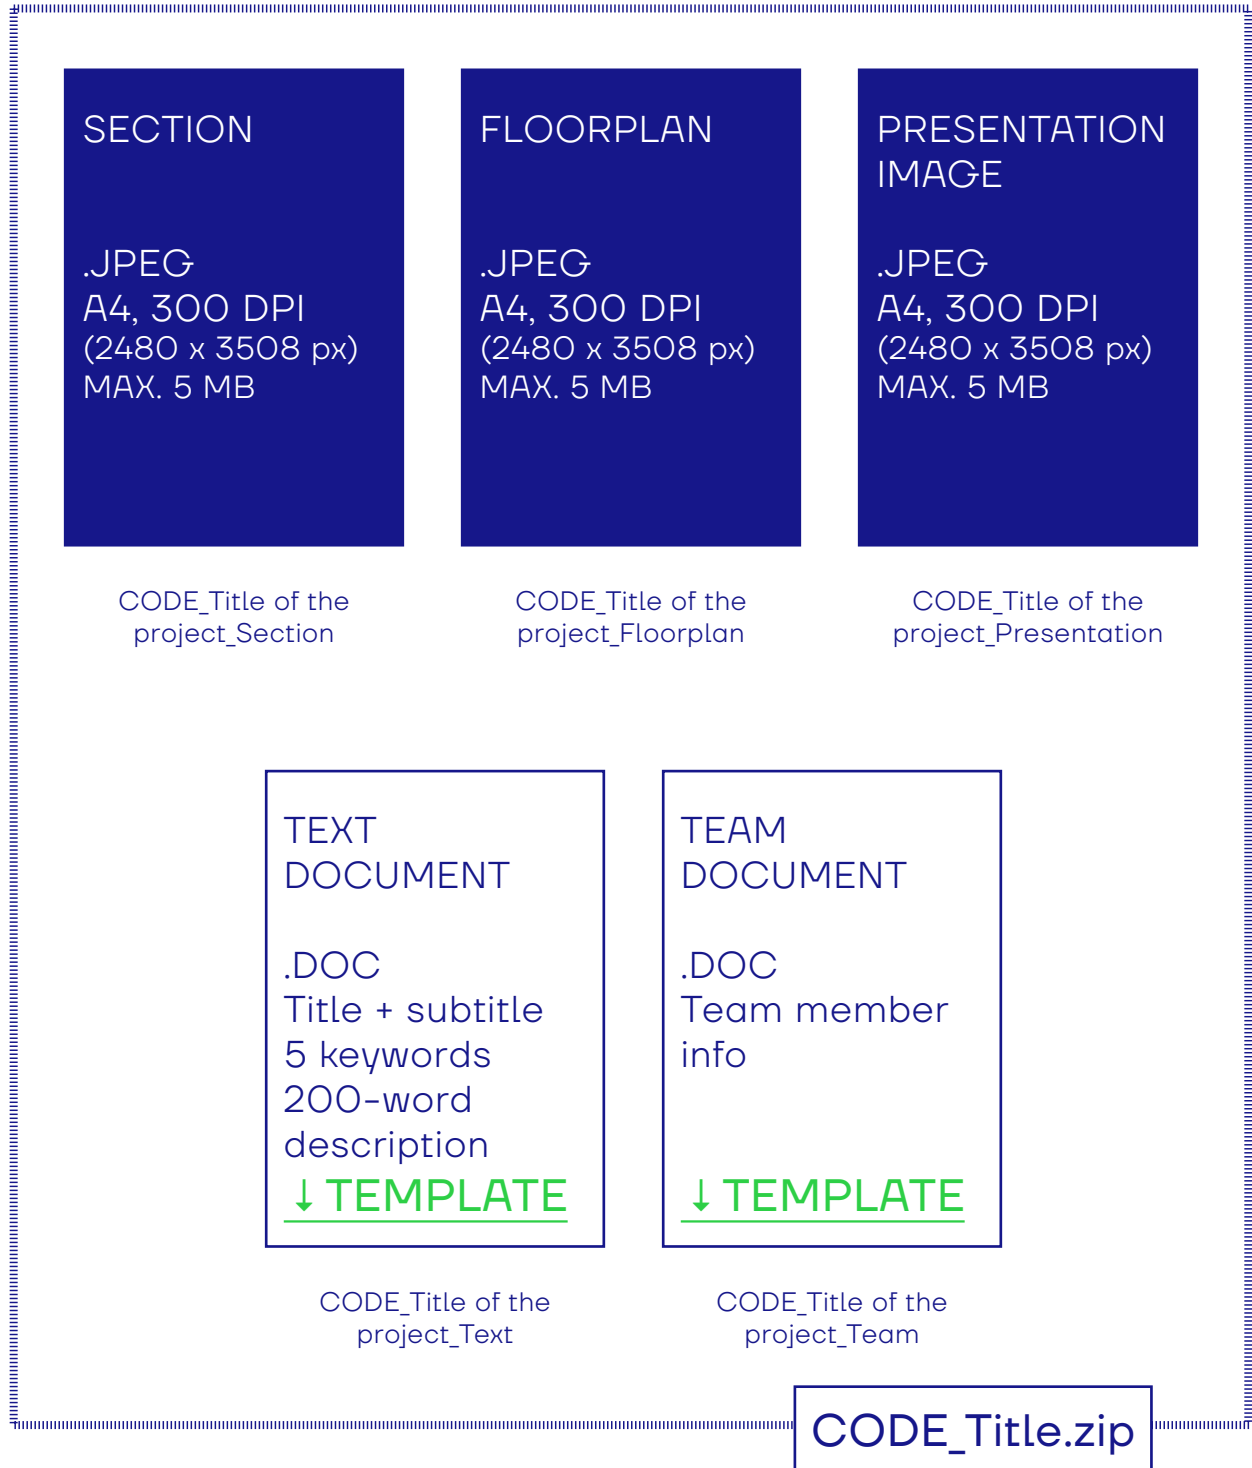 SECTION
.JPEG
A4, 300 DPI
(2480 x 3508 px)
MAX. 5 MB
CODE_Title of the
project_Section
FLOORPLAN
.JPEG
A4, 300 DPI
(2480 x 3508 px)
MAX. 5 MB
CODE_Title of the
project_Floorplan
PRESENTATION
IMAGE
.JPEG
A4, 300 DPI
(2480 x 3508 px)
MAX. 5 MB
CODE_Title of the
project_Presentation
TEXT
DOCUMENT
.DOC
Title + subtitle
5 keywords
200-word
description
↓ TEMPLATE
CODE_Title of the
project_Text
TEAM
DOCUMENT
.DOC
Team member
info
↓ TEMPLATE
CODE_Title of the
project_Team
CODE_Title.zip